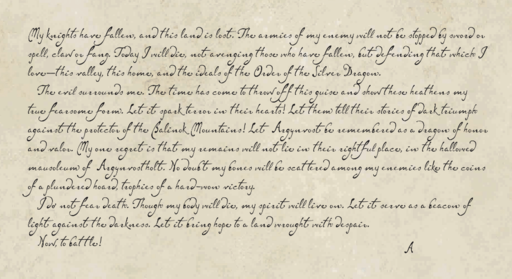 My knights have fallen, and this land is lost. The armies of my enemy will not be stopped by sword or
spell, claw or fang. Today I will die, not avenging those who have fallen, but defending that which I
love—this valley, this home, and the ideals of the Order of the Silver Dragon.
The evil surrounds me. The time has come to throw off this guise and show these heathens my
true fearsome form. Let it spark terror in their hearts! Let them tell their stories of dark triumph
against the protector of the Balinok Mountains! Let Argynvost be remembered as a dragon of honor
and valor. My one regret is that my remains will not lie in their rightful place, in the hallowed
mausoleum of Argynvostholt. No doubt my bones will be scattered among my enemies like the coins
of a plundered hoard, trophies of a hard-won victory.
I do not fear death. Though my body will die, my spirit will live on. Let it serve as a beacon of
light against the darkness. Let it bring hope to a land wrought with despair.
Now, to battle!
A